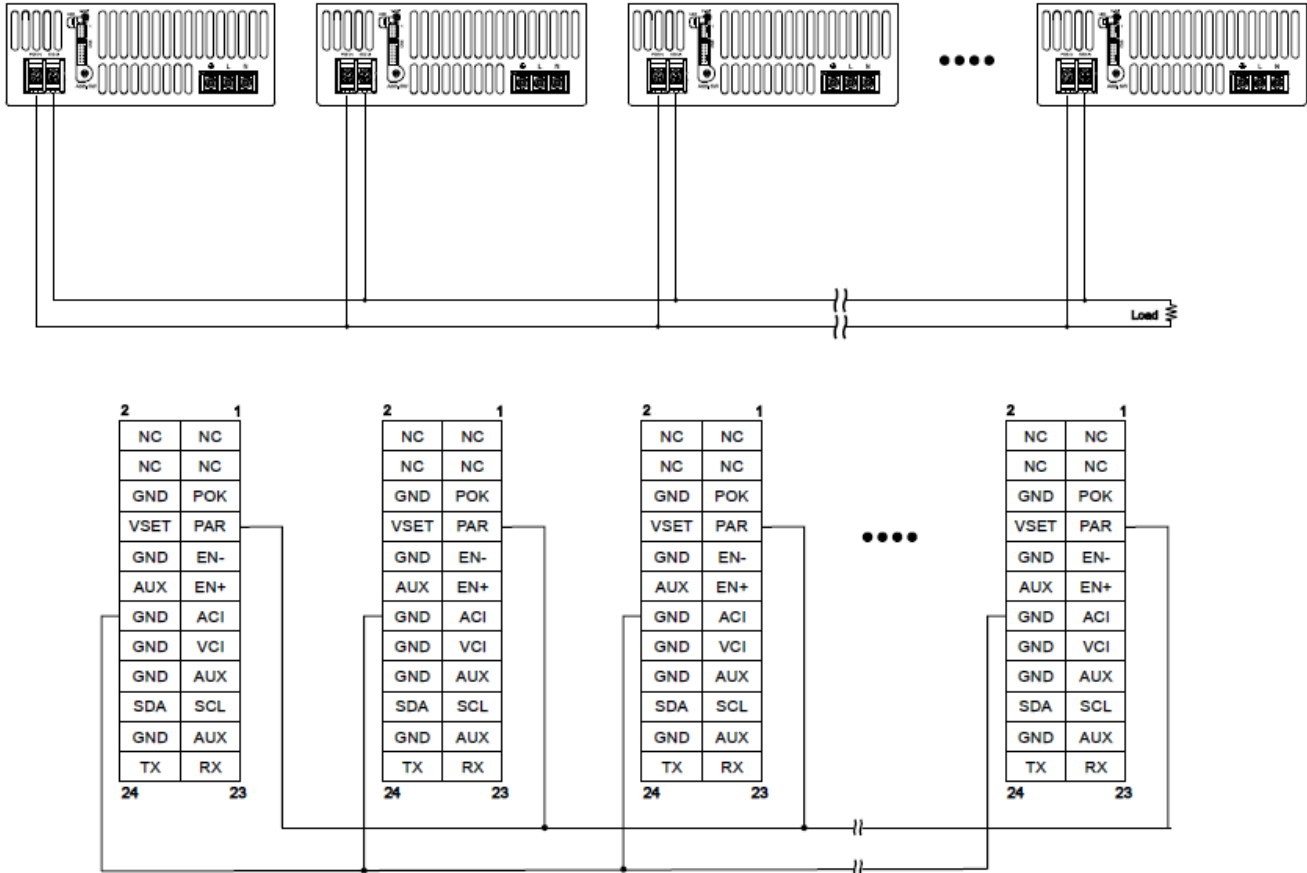 L N
L N
L N
L N
Load
2 1 2 1 2 1 2 1
NC NC NC NC NC NC NC NC
NC NC NC NC NC NC NC NC
GND POK GND POK GND POK GND POK
VSET PAR VSET PAR VSET PAR VSET PAR
GND EN- GND EN- GND EN- GND EN-
AUX EN+ AUX EN+ AUX EN+ AUX EN+
GND ACI GND ACI GND ACI GND ACI
GND VCI GND VCI GND VCI GND VCI
GND AUX GND AUX GND AUX GND AUX
SDA SCL SDA SCL SDA SCL SDA SCL
GND AUX GND AUX GND AUX GND AUX
TX RX TX RX TX RX TX RX
24 23 24 23 24 23 24 23